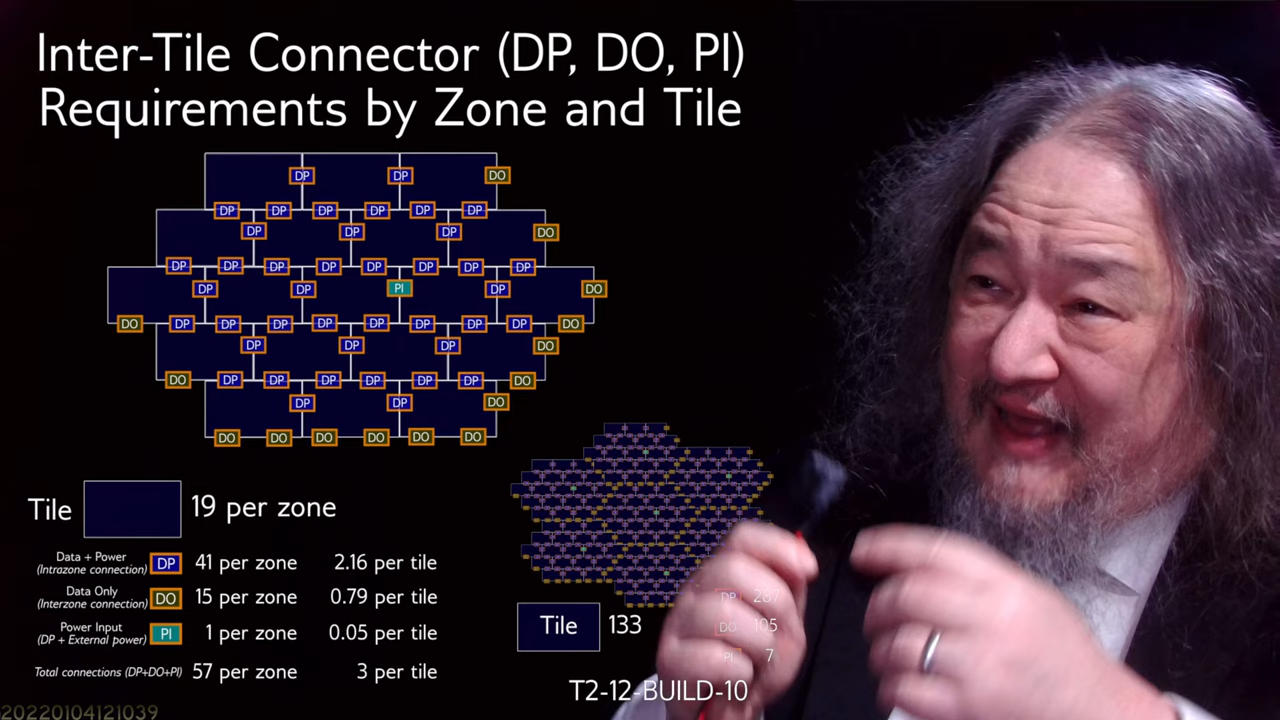 Inter-Tile Connector (DP, DO, PI)
Requirements by Zone and Tile
DP DP DO
DP DP DP DP DP DP
DP DP DP DO
DP DP DP DP DP DP DP DP
DP DP PI DP DO
DO DP DP DP DP DP DP DP DP DO
DP DP DP DO
DO DP DP DP DP DP DP DO
DP DP DO
DO DO DO DO DO DO
Tile 19 per zone
Data + Power
(Intrazone connection) DP 41 per zone 2.16 per tile
Data Only
(Interzone connection) DO 15 per zone 0.79 per tile
Power Input
(DP + External power) PI 1 per zone 0.05 per tile
Total connections (DP+DO+PI) 57 per zone 3 per tile
DP 287
Tile 133 DO 105
PI 7
T2-12-BUILD-10
20220104121039